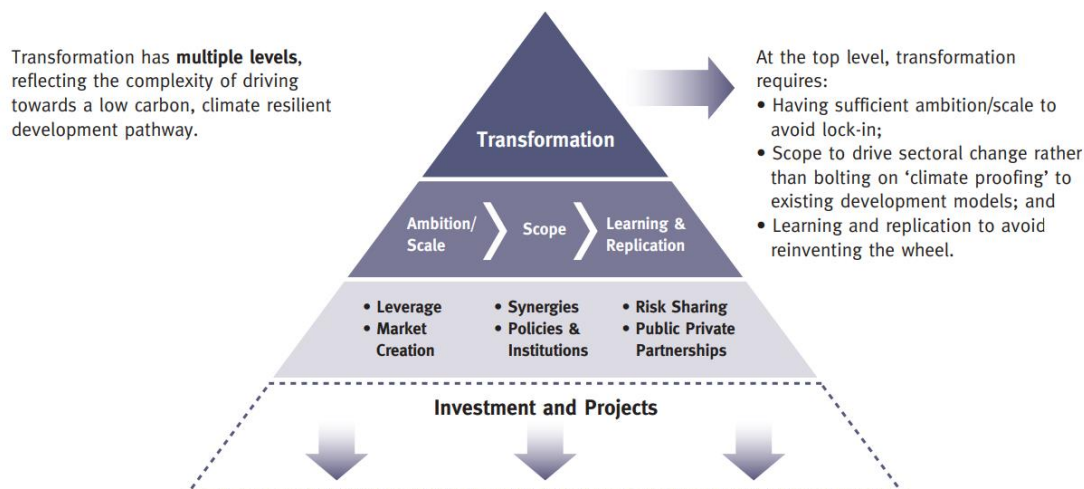 Transformation has multiple levels,
reflecting the complexity of driving
towards a low carbon, climate resilient
development pathway.
At the top level, transformation
requires:
• Having sufficient ambition/scale to
avoid lock-in;
• Scope to drive sectoral change rather
than bolting on ‘climate proofing’ to
existing development models; and
• Learning and replication to avoid
reinventing the wheel.
Transformation
Ambition/
Scale
Scope
Learning &
Replication
• Leverage
• Market
Creation
• Synergies
• Policies &
Institutions
• Risk Sharing
• Public Private
Partnerships
Investment and Projects